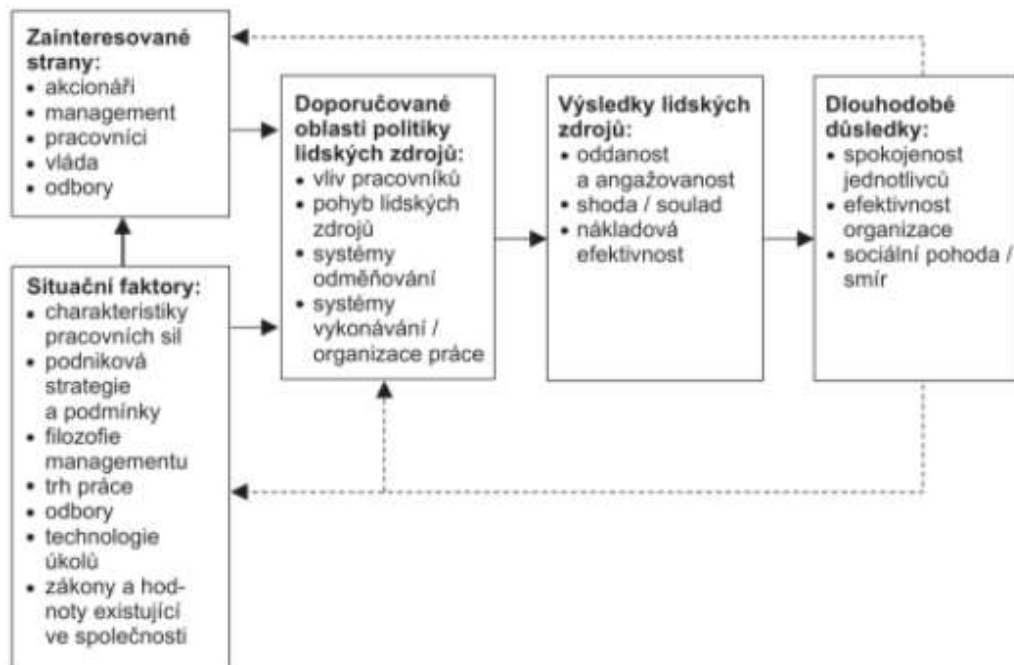 Zainteresované
strany:
• akcionáři
• management
• pracovníci
• vláda
• odbory
Situační faktory:
• charakteristiky
pracovních sil
• podniková
strategie
a podmínky
• filozofie
managementu
• trh práce
• odbory
• technologie
úkolů
• zákony a hod-
noty existující
ve společnosti
Doporučované
oblasti politiky
lidských zdrojů:
• vliv pracovníků
• pohyb lidských
zdrojů
• systémy
odměňování
• systémy
vykonávání /
organizace práce
Výsledky lidských
zdrojů:
• oddanost
a angažovanost
• shoda / soulad
• nákladová
efektivnost
Dlouhodobé
důsledky:
• spokojenost
jednotlivců
• efektivnost
organizace
• sociální pohoda /
smír